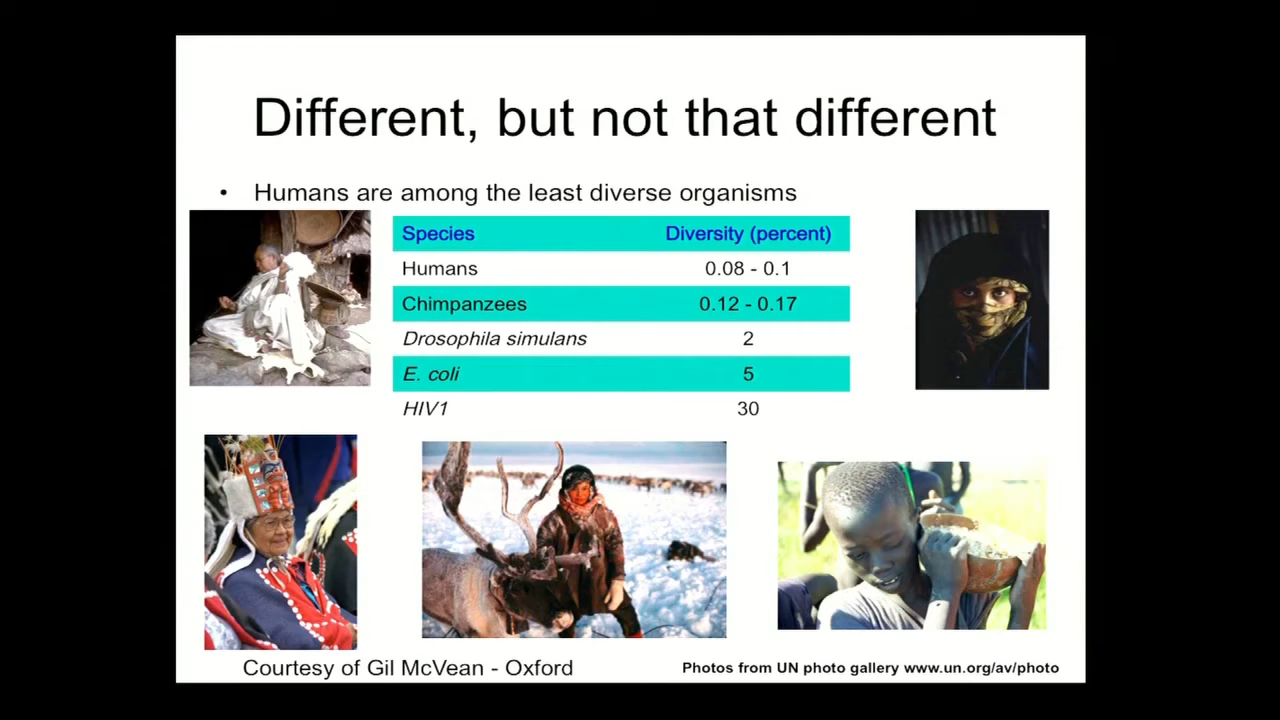 Different, but not that different
• Humans are among the least diverse organisms
Species Diversity (percent)
Humans 0.08 - 0.1
Chimpanzees 0.12 - 0.17
Drosophila simulans 2
E. coli 5
HIV1 30
Courtesy of Gil McVean - Oxford
Photos from UN photo gallery www.un.org/av/photo